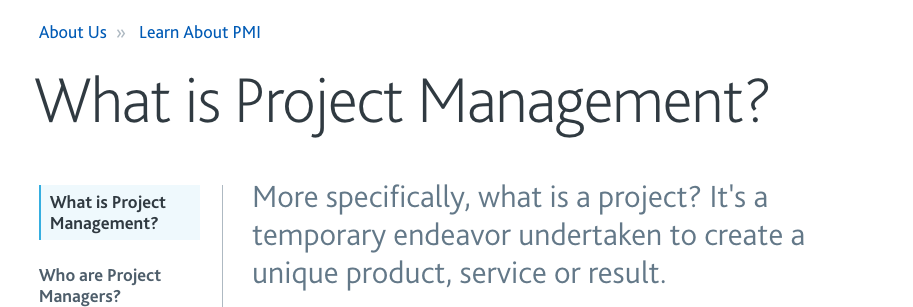 About Us » Learn About PMI
What is Project Management?
What is Project
Management?
Who are Project
Managers?
More specifically, what is a project? It's a
temporary endeavor undertaken to create a
unique product, service or result.